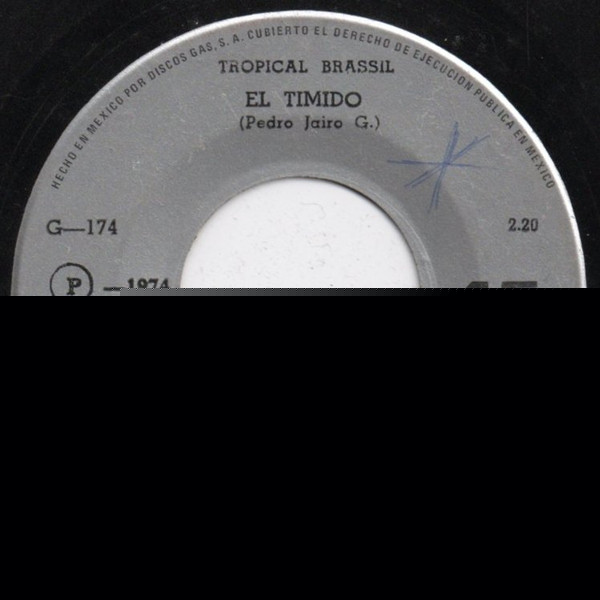 HECHO EN MEXICO POR DISCOS GAS, S. A. CUBIERTO EL DERECHO DE EJECUCION PUBLICA EN MEXICO
TROPICAL BRASSIL
EL TIMIDO
(Pedro Jairo G.)
G—174
2.20
P —1974